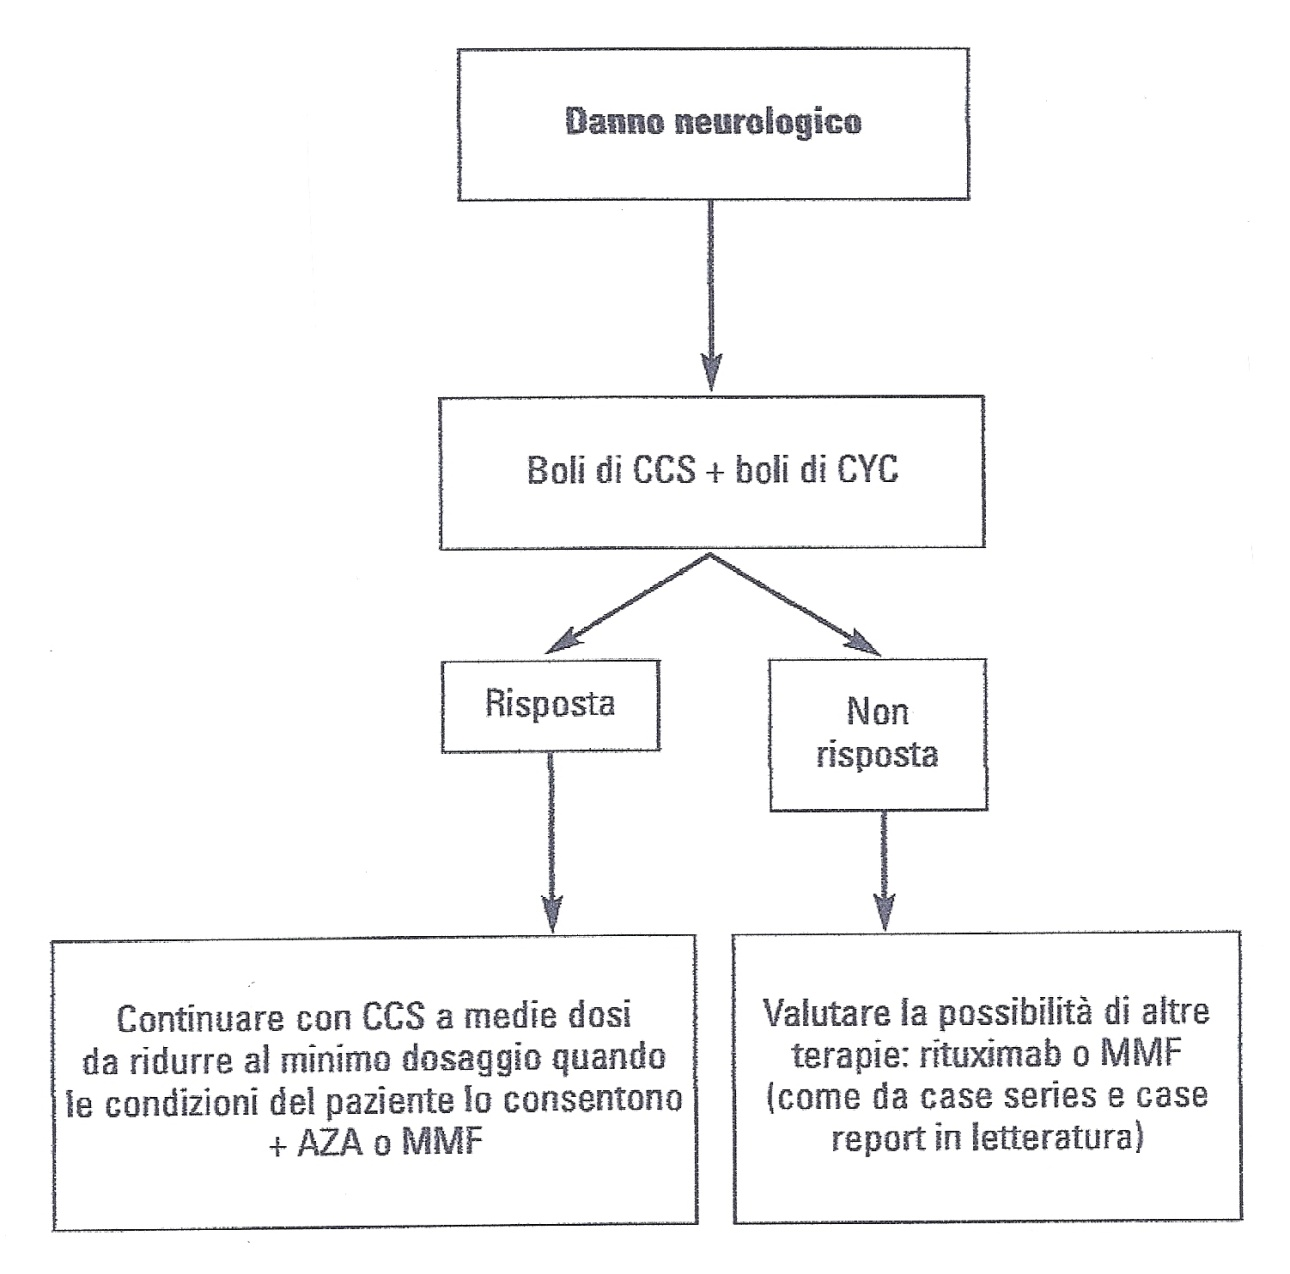 Danno neurologico
Boli di CCS + boli di CYC
Risposta
Non
risposta
Continuare con CCS a medie dosi
da ridurre al minimo dosaggio quando
le condizioni del paziente lo consentono
+ AZA o MMF
Valutare la possibilità di altre
terapie: rituximab o MMF
(come da case series e case
report in letteratura)